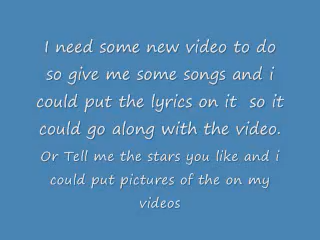 I need some new video to do
so give me some songs and i
could put the lyrics on it  so it
could go along with the video.
Or Tell me the stars you like and i
could put pictures of the on my
videos